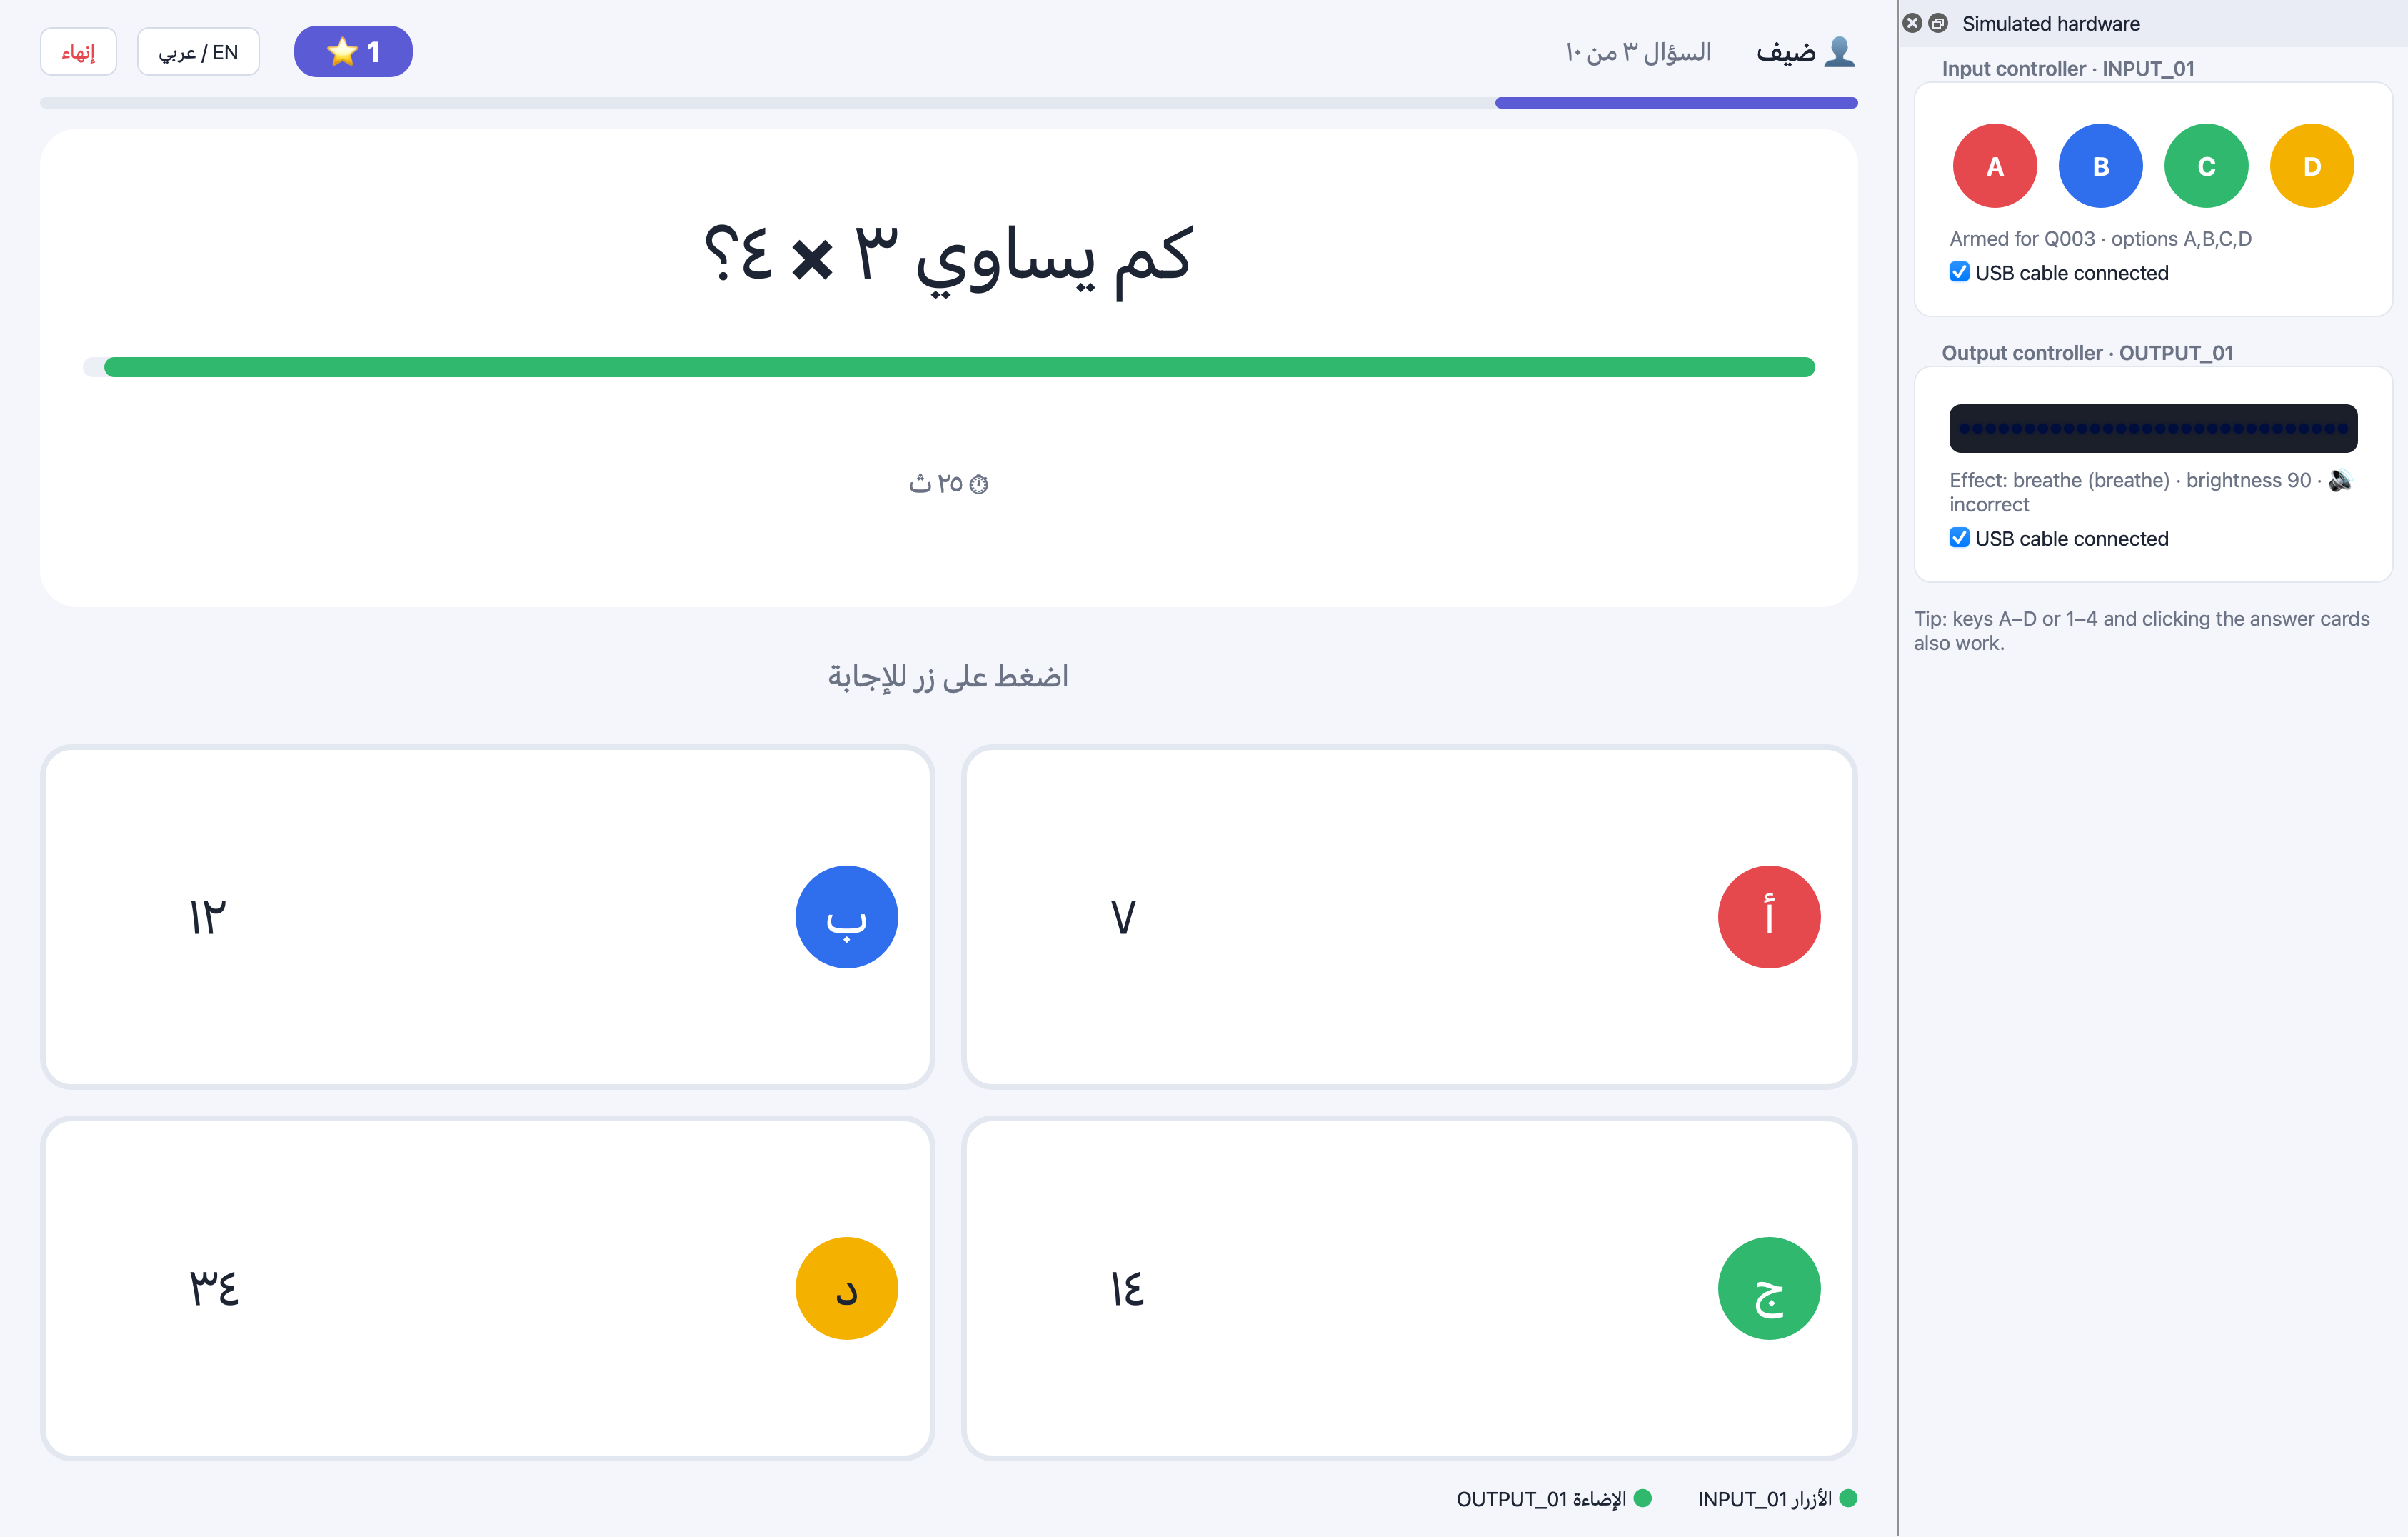 👤 ضيف
السؤال ٣ من ١٠
⭐ 1
عربي / EN
إنهاء
كم يساوي ٣ ✖ ٤؟
⏱ ٢٥ ث
اضغط على زر للإجابة
أ
٧
ب
١٢
ج
١٤
د
٣٤
الأزرار INPUT_01
الإضاءة OUTPUT_01
Simulated hardware
Input controller · INPUT_01
A B C D
Armed for Q003 · options A,B,C,D
USB cable connected
Output controller · OUTPUT_01
Effect: breathe (breathe) · brightness 90 · 🔊
incorrect
USB cable connected
Tip: keys A–D or 1–4 and clicking the answer cards
also work.